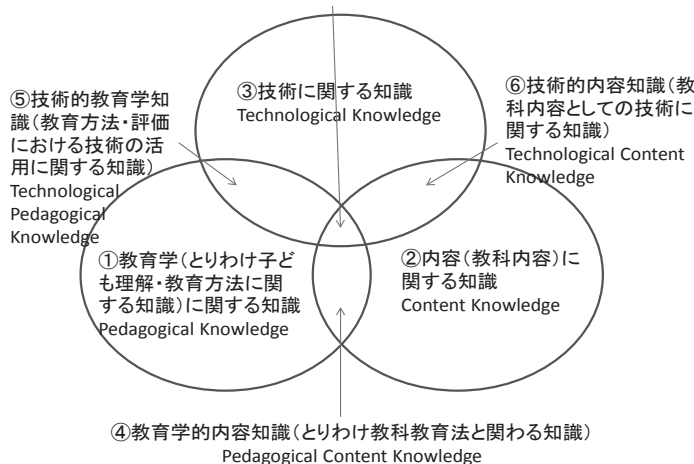 ③技術に関する知識
Technological Knowledge
⑤技術的教育学知
識(教育方法・評価
における技術の活
用に関する知識)
Technological
Pedagogical
Knowledge
⑥技術的内容知識(教
科内容としての技術に
関する知識)
Technological Content
Knowledge
①教育学(とりわけ子ど
も理解・教育方法に関
する知識)に関する知識
Pedagogical Knowledge
②内容(教科内容)に
関する知識
Content Knowledge
④教育学的内容知識(とりわけ教科教育法と関わる知識)
Pedagogical Content Knowledge